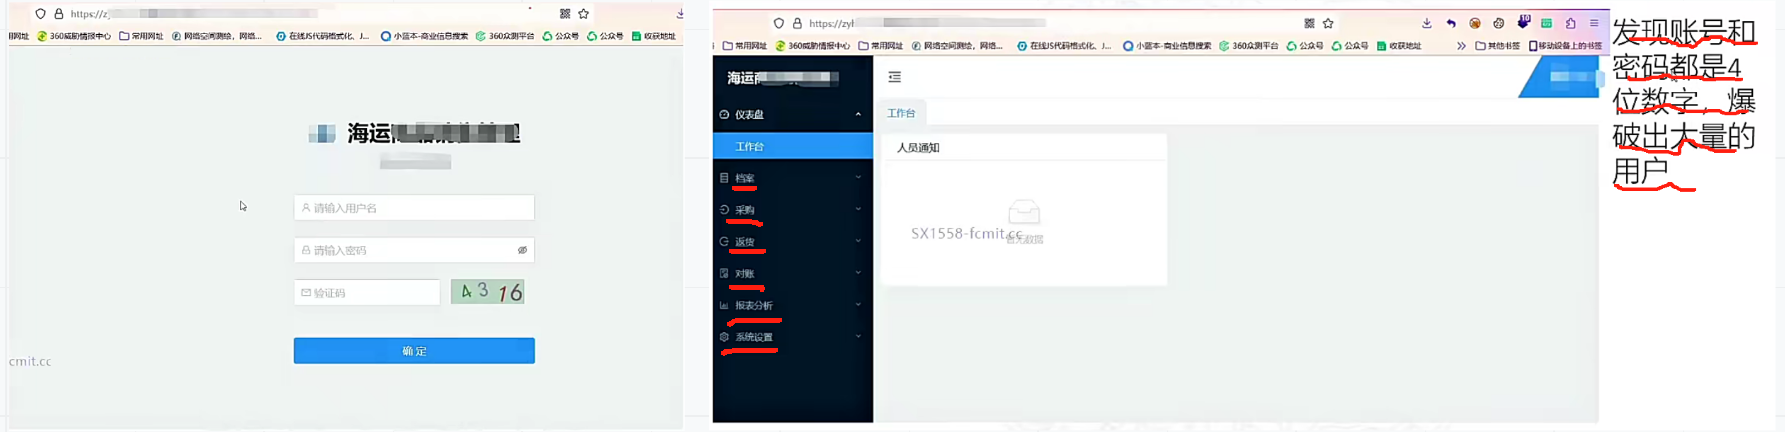 https://zy
用网址 360威胁情报中心 常用网址 网络空间测绘，网络... 在线JS代码格式化、J... 小蓝本-商业信息搜索 360众测平台 公众号 公众号 收获地址
海运
请输入用户名
请输入密码
验证码 4316
确 定
cmit.cc
https://zyl
常用网址 360威胁情报中心 常用网址 网络空间测绘，网络... 在线JS代码格式化、J... 小蓝本-商业信息搜索 360众测平台 公众号 公众号 收获地址 其他书签 移动设备上的书签
海运
仪表盘
工作台
档案
采购
返货
对账
报表分析
系统设置
工作台
人员通知
SX1558-fcmit.cc
暂无数据
发现账号和
密码都是4
位数字，爆
破出大量的
用户